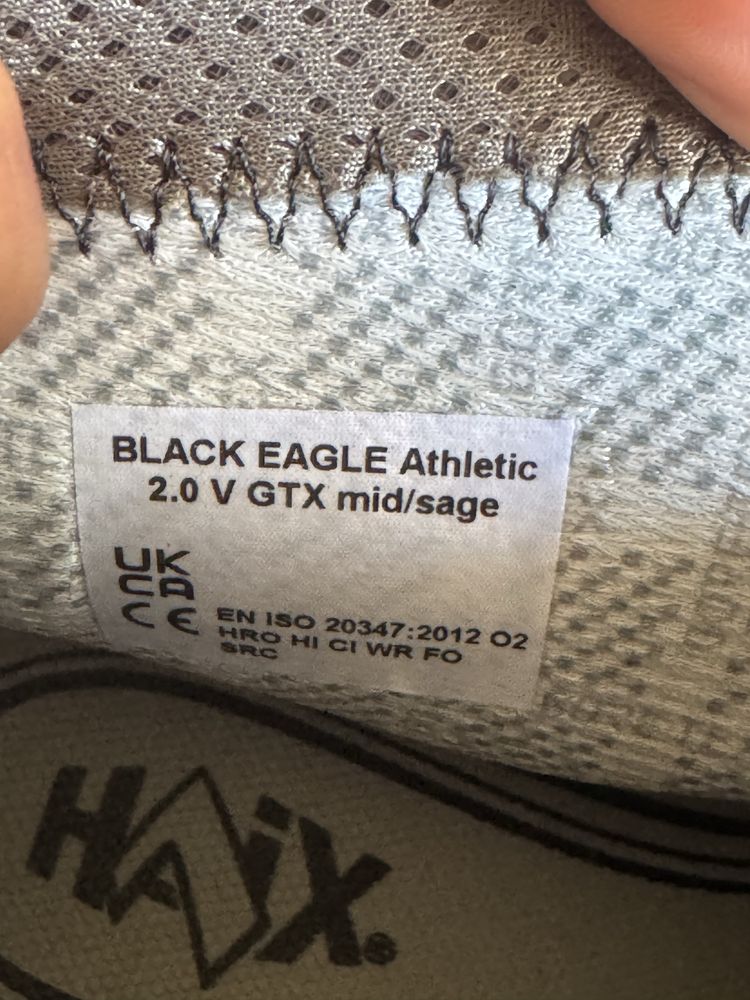 BLACK EAGLE Athletic
2.0 V GTX mid/sage
UK
CA
CE
EN ISO 20347:2012 O2
HRO HI CI WR FO
SRC
HAiX®